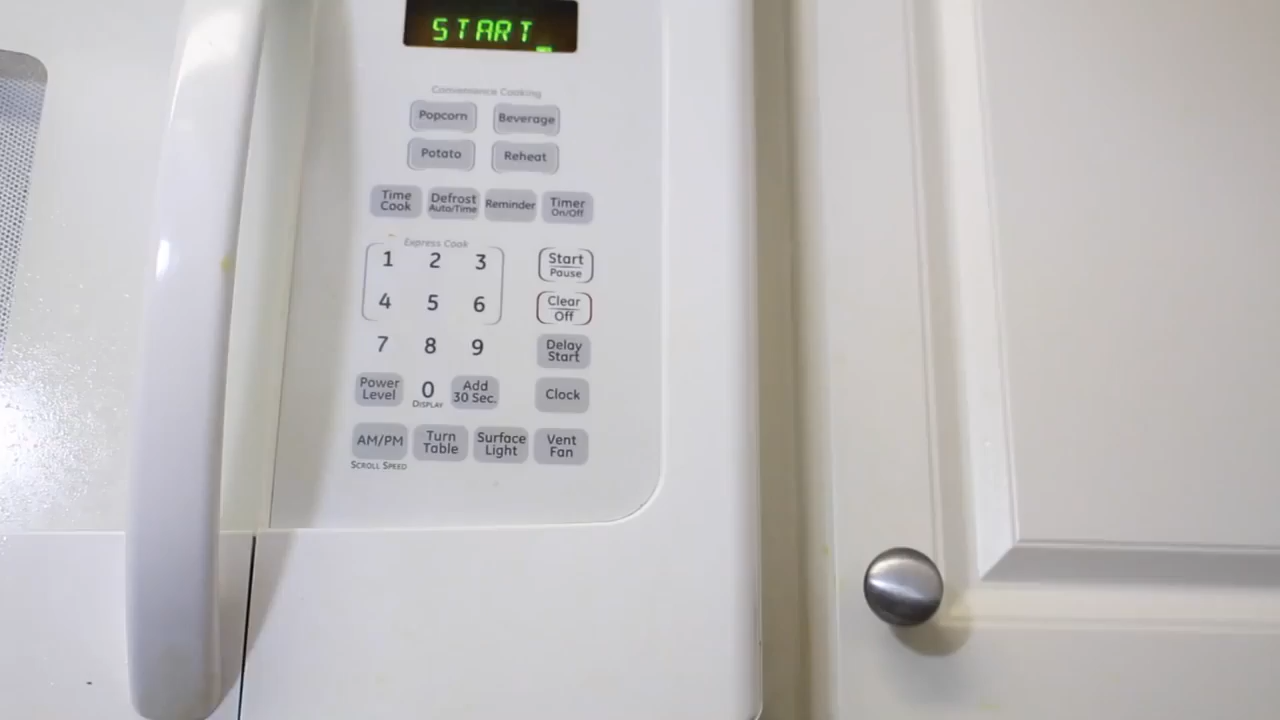 START
Convenience Cooking
Popcorn Beverage
Potato Reheat
Time Cook
Defrost Auto/Time
Reminder
Timer On/Off
Express Cook
1 2 3
Start Pause
4 5 6
Clear Off
7 8 9
Delay Start
Power Level
0
DISPLAY
Add 30 Sec.
Clock
AM/PM
SCROLL SPEED
Turn Table
Surface Light
Vent Fan